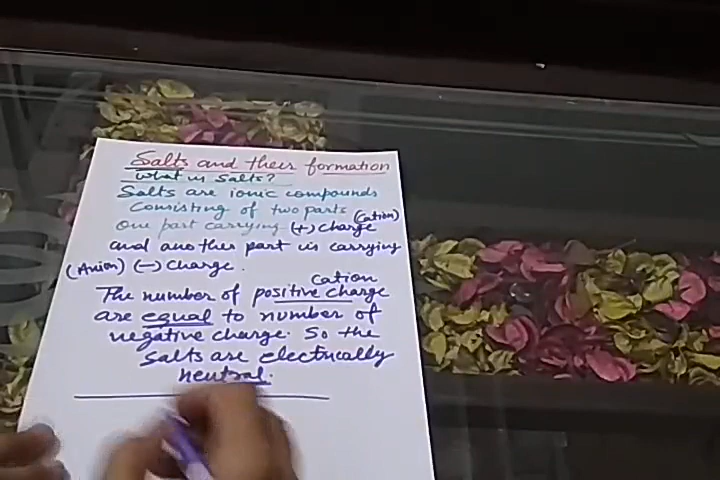 Salts and their formation
What is salts?
Salts are ionic compounds
consisting of two parts
(Cation)
One part carrying (+) charge
and another part is carrying
(Anion) (-) charge.
cation
The number of positive charge
are equal to number of
negative charge. So the
salts are electrically
neutral.